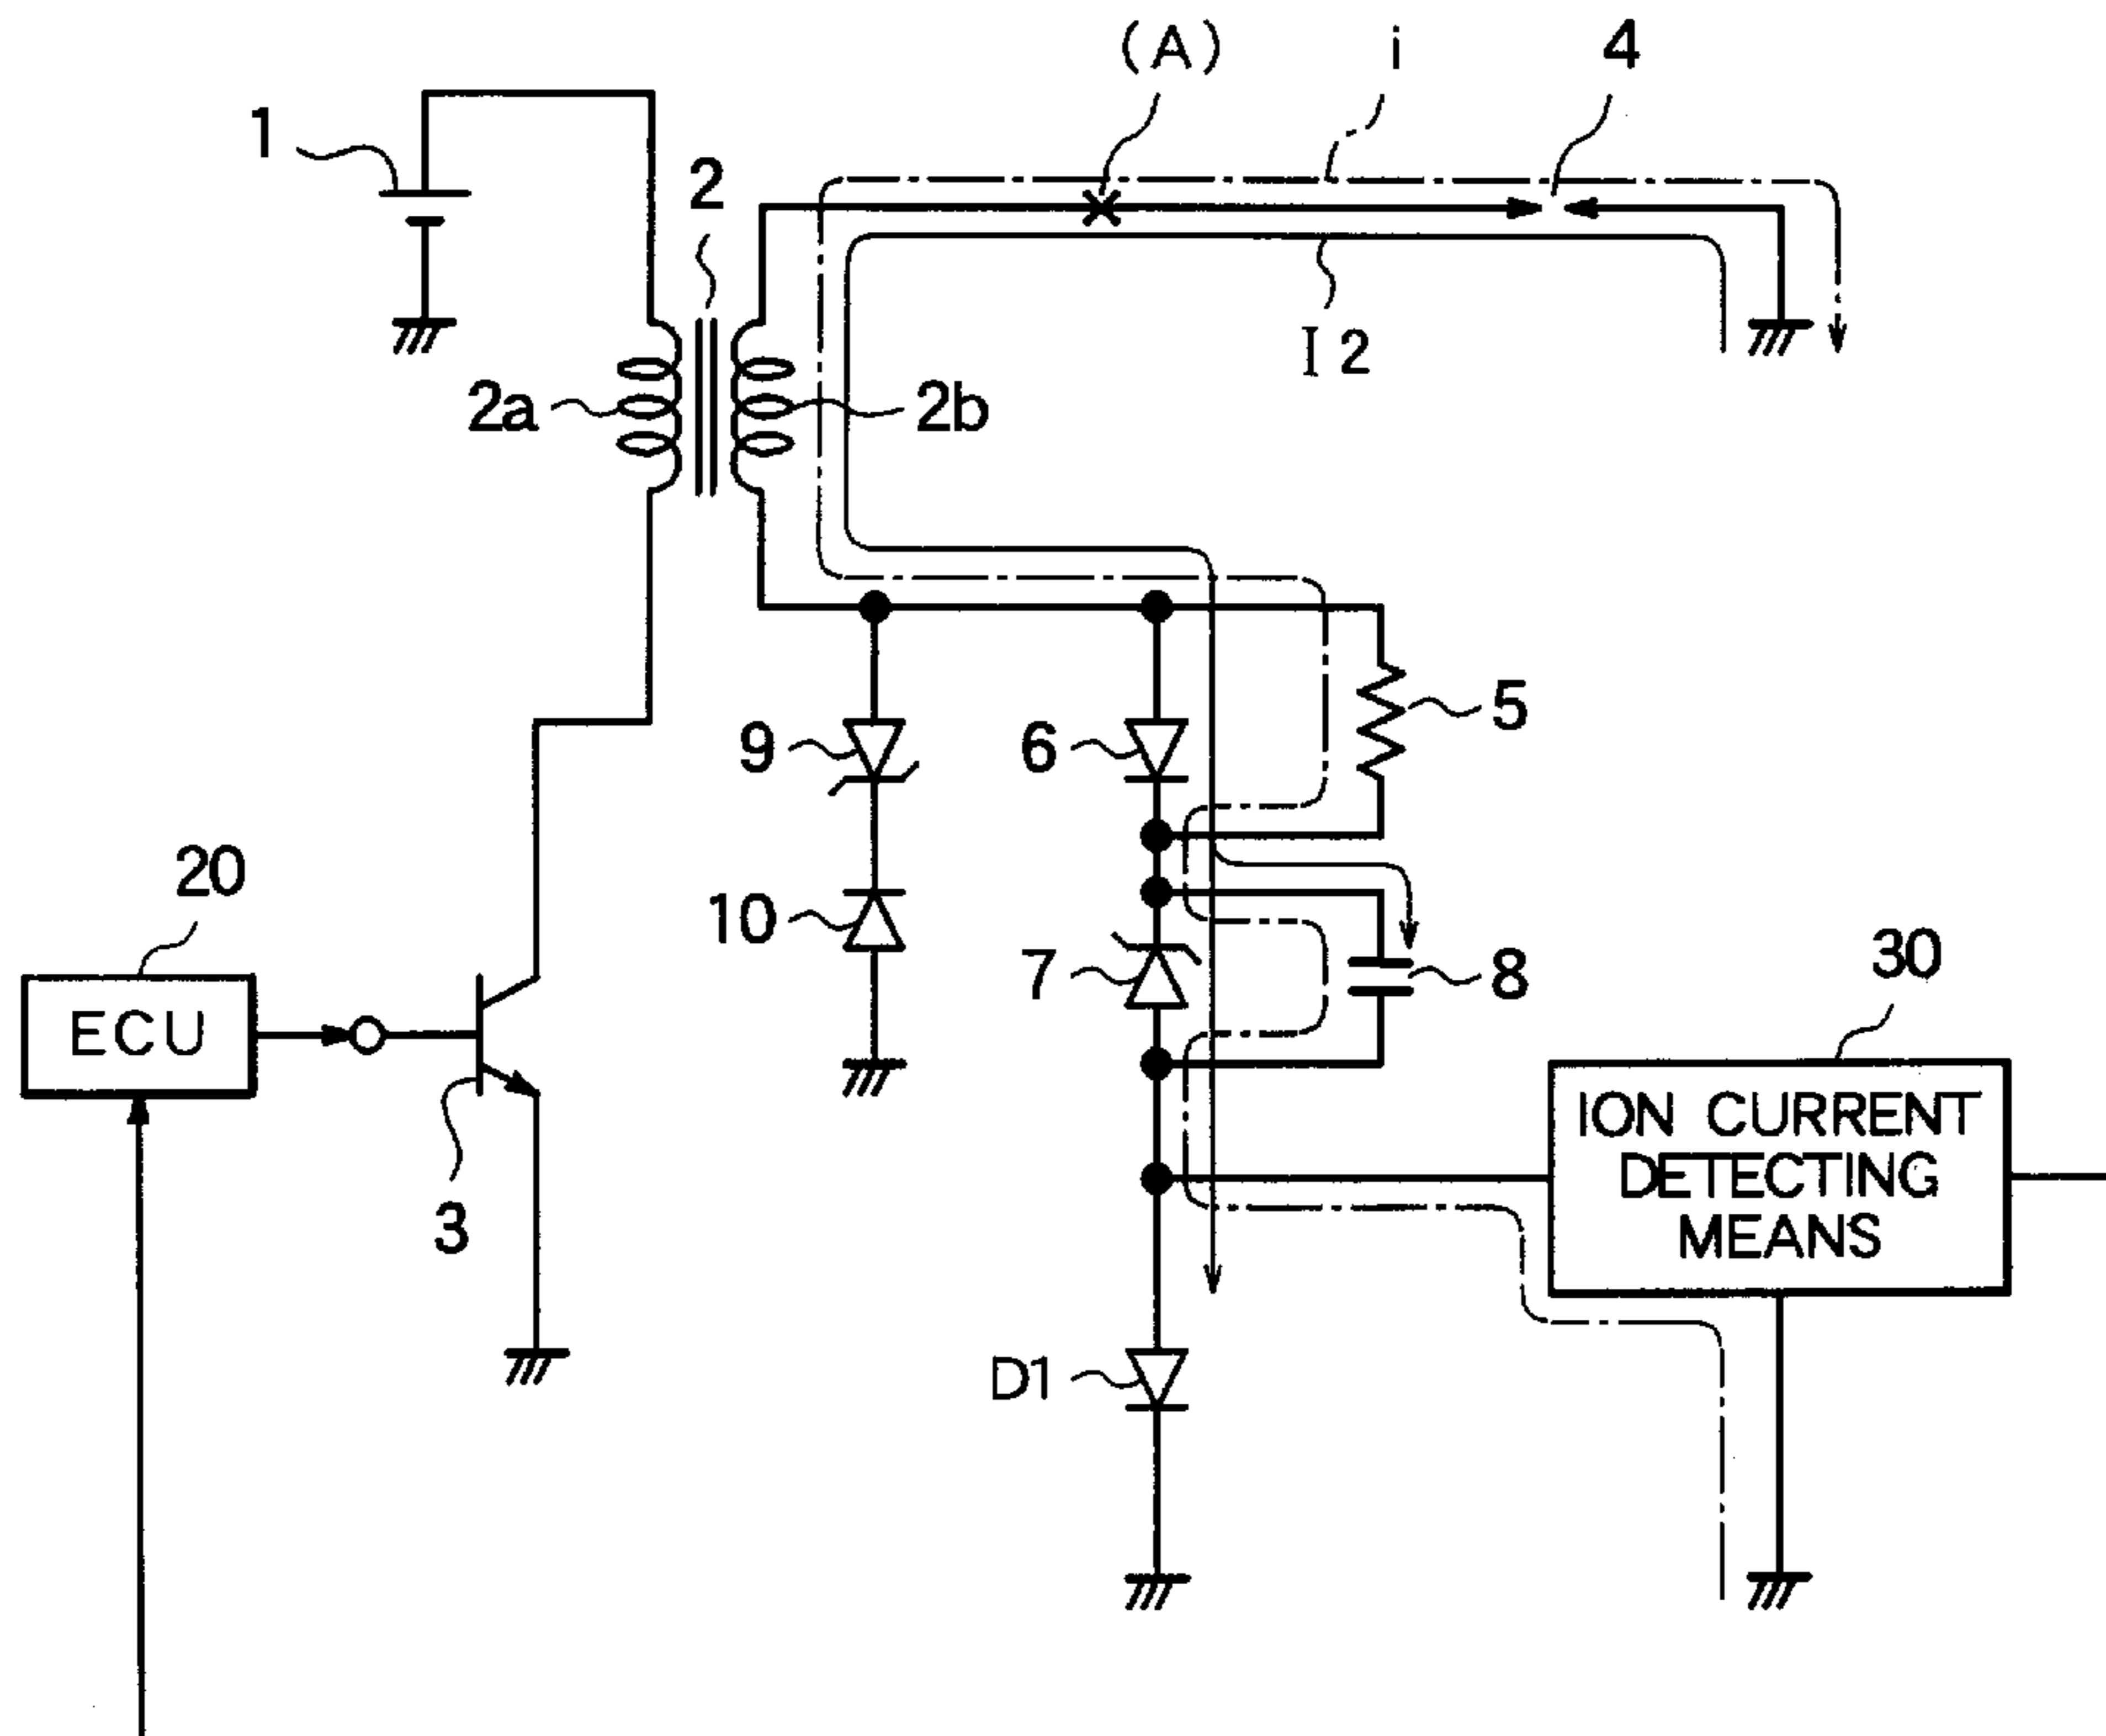 (A)
i
4
1
2
I2
2a
2b
5
9
6
20
10
7
8
30
ECU
ION CURRENT
DETECTING
MEANS
3
D1